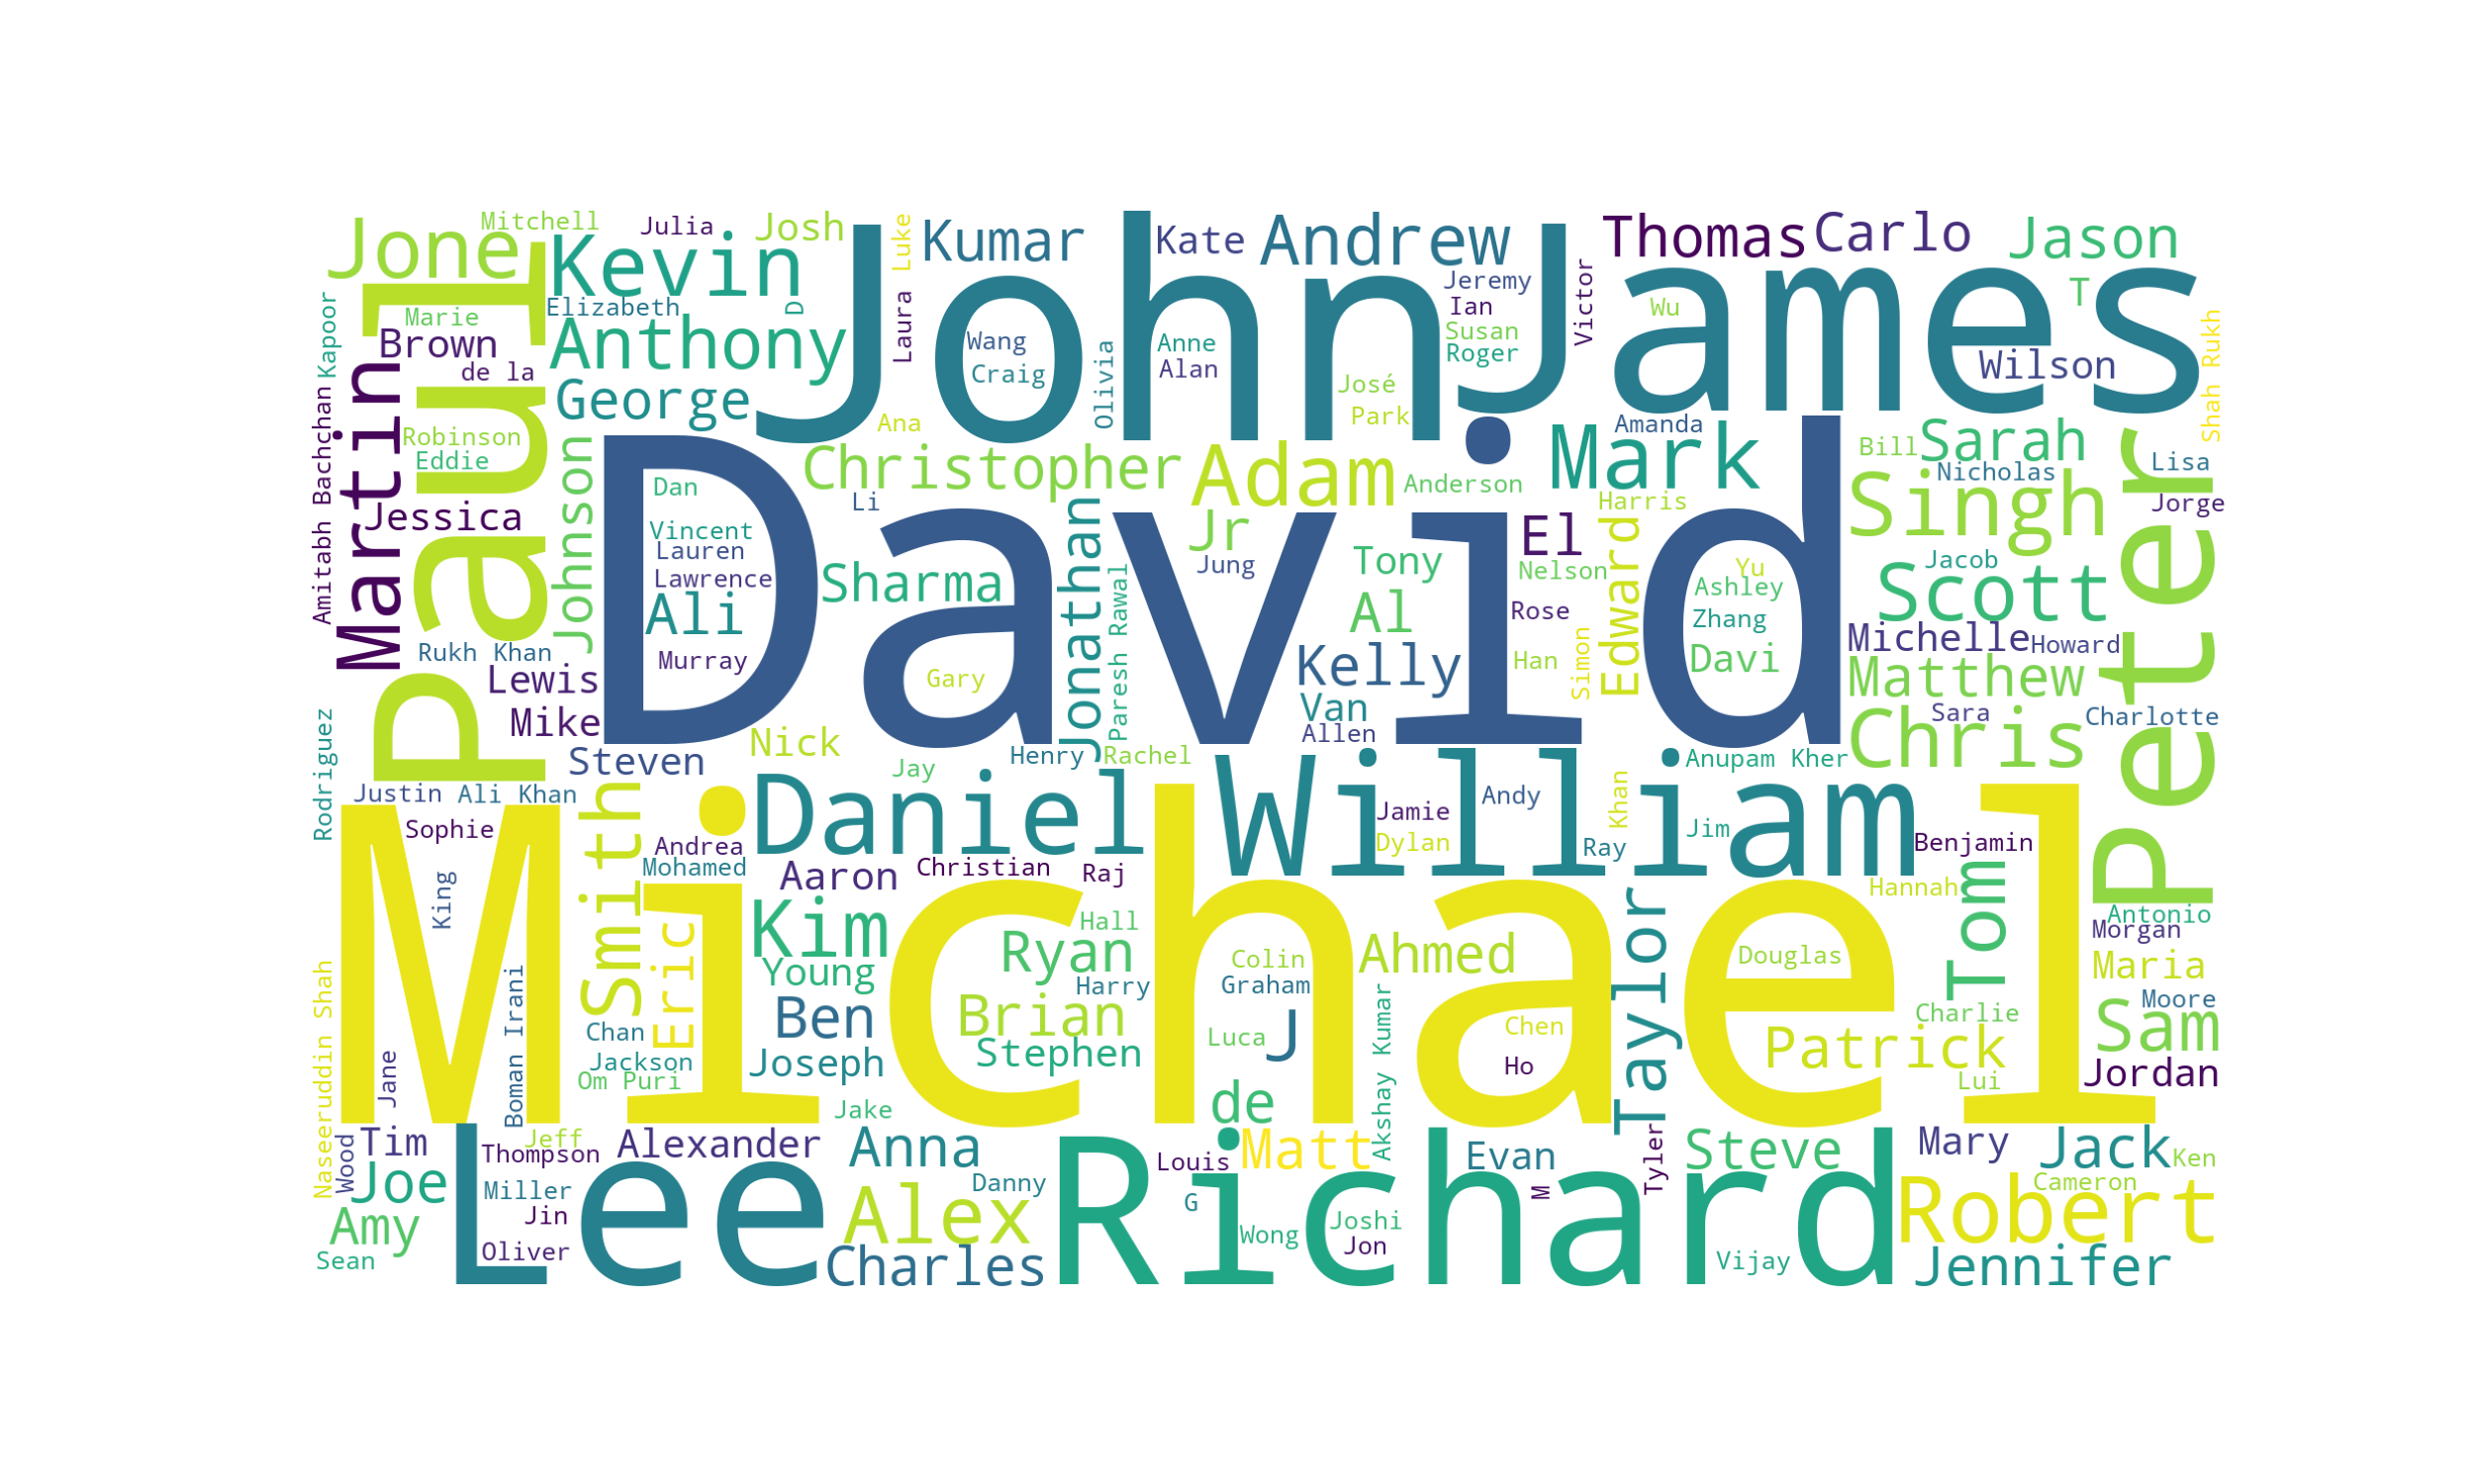 Mitchell
Julia
Josh
Luke
Kumar
Kate
Andrew
Thomas
Carlo
Jason
Jone
Kevin
John
James
Jeremy
Ian
Susan
Roger
Victor
Wu
T
Shah Rukh
Kapoor
Marie
Elizabeth
D
Laura
Brown
de la
Anthony
Wang
Craig
Olivia
Anne
Alan
José
Park
Wilson
Paul
Martin
George
Ana
Amanda
Bill
Sarah
Amitabh Bachchan
Robinson
Eddie
Johnson
Christopher
Adam
Anderson
Mark
Harris
Nicholas
Lisa
Jorge
Singh
Peter
Jessica
David
Dan
Vincent
Lauren
Lawrence
Ali
Murray
Li
Sharma
Gary
Jonathan
Paresh Rawal
Jr
Jung
Tony
Al
El
Nelson
Rose
Han
Simon
Edward
Yu
Ashley
Zhang
Davi
Jacob
Scott
Michelle
Howard
Matthew
Rukh Khan
Lewis
Mike
Kelly
Van
Allen
Sara
Charlotte
Chris
Rodriguez
Steven
Nick
Jay
Henry
Rachel
Anupam Kher
Justin
Ali Khan
Sophie
Smith
Daniel
William
Jamie
Dylan
Andy
Ray
Khan
Jim
Benjamin
Michael
King
Andrea
Mohamed
Aaron
Christian
Raj
Hannah
Tom
Antonio
Morgan
Maria
Eric
Kim
Young
Ryan
Hall
Harry
Colin
Graham
Ahmed
Taylor
Douglas
Naseeruddin Shah
Jane
Boman Irani
Chan
Jackson
Om Puri
Ben
Joseph
Brian
Stephen
Luca
J
Akshay Kumar
Chen
Ho
Patrick
Charlie
Lui
Moore
Sam
Jordan
Jake
de
Wood
Tim
Joe
Amy
Sean
Lee
Thompson
Jeff
Miller
Jin
Oliver
Alexander
Anna
Alex
Charles
Danny
Richard
Louis
G
Matt
Wong
Joshi
Jon
Evan
M
Tyler
Steve
Vijay
Mary
Jack
Ken
Cameron
Robert
Jennifer